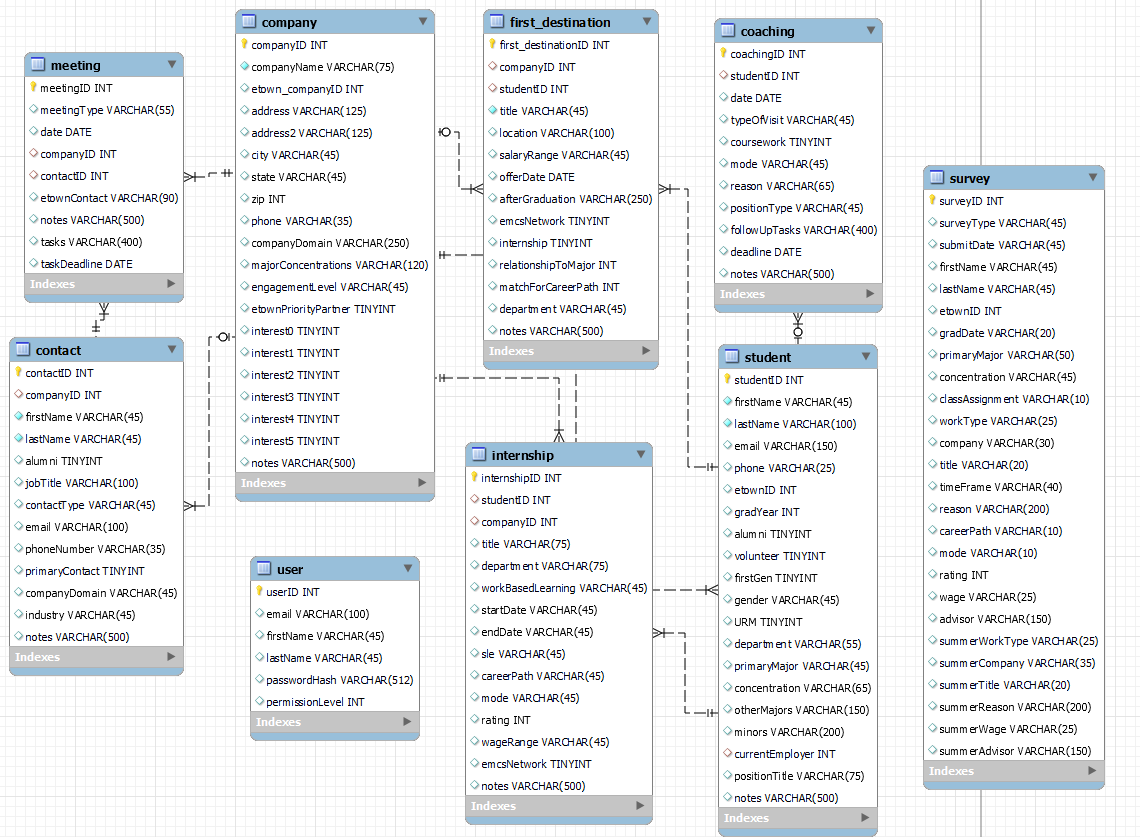 meeting
meetingID INT
meetingType VARCHAR(55)
date DATE
companyID INT
contactID INT
etownContact VARCHAR(90)
notes VARCHAR(500)
tasks VARCHAR(400)
taskDeadline DATE
Indexes
contact
contactID INT
companyID INT
firstName VARCHAR(45)
lastName VARCHAR(45)
alumni TINYINT
jobTitle VARCHAR(100)
contactType VARCHAR(45)
email VARCHAR(100)
phoneNumber VARCHAR(35)
primaryContact TINYINT
companyDomain VARCHAR(45)
industry VARCHAR(45)
notes VARCHAR(500)
Indexes
company
companyID INT
companyName VARCHAR(75)
etown_companyID INT
address VARCHAR(125)
address2 VARCHAR(125)
city VARCHAR(45)
state VARCHAR(45)
zip INT
phone VARCHAR(35)
companyDomain VARCHAR(250)
majorConcentrations VARCHAR(120)
engagementLevel VARCHAR(45)
etownPriorityPartner TINYINT
interest0 TINYINT
interest1 TINYINT
interest2 TINYINT
interest3 TINYINT
interest4 TINYINT
interest5 TINYINT
notes VARCHAR(500)
Indexes
user
userID INT
email VARCHAR(100)
firstName VARCHAR(45)
lastName VARCHAR(45)
passwordHash VARCHAR(512)
permissionLevel INT
Indexes
first_destination
first_destinationID INT
companyID INT
studentID INT
title VARCHAR(45)
location VARCHAR(100)
salaryRange VARCHAR(45)
offerDate DATE
afterGraduation VARCHAR(250)
emcsNetwork TINYINT
internship TINYINT
relationshipToMajor INT
matchForCareerPath INT
department VARCHAR(45)
notes VARCHAR(500)
Indexes
internship
internshipID INT
studentID INT
companyID INT
title VARCHAR(75)
department VARCHAR(75)
workBasedLearning VARCHAR(45)
startDate VARCHAR(45)
endDate VARCHAR(45)
sle VARCHAR(45)
careerPath VARCHAR(45)
mode VARCHAR(45)
rating INT
wageRange VARCHAR(45)
emcsNetwork TINYINT
notes VARCHAR(500)
Indexes
coaching
coachingID INT
studentID INT
date DATE
typeOfVisit VARCHAR(45)
coursework TINYINT
mode VARCHAR(45)
reason VARCHAR(65)
positionType VARCHAR(45)
followUpTasks VARCHAR(400)
deadline DATE
notes VARCHAR(500)
Indexes
student
studentID INT
firstName VARCHAR(45)
lastName VARCHAR(100)
email VARCHAR(150)
phone VARCHAR(25)
etownID INT
gradYear INT
alumni TINYINT
volunteer TINYINT
firstGen TINYINT
gender VARCHAR(45)
URM TINYINT
department VARCHAR(55)
primaryMajor VARCHAR(45)
concentration VARCHAR(65)
otherMajors VARCHAR(150)
minors VARCHAR(200)
currentEmployer INT
positionTitle VARCHAR(75)
notes VARCHAR(500)
Indexes
survey
surveyID INT
surveyType VARCHAR(45)
submitDate VARCHAR(45)
firstName VARCHAR(45)
lastName VARCHAR(45)
etownID INT
gradDate VARCHAR(20)
primaryMajor VARCHAR(50)
concentration VARCHAR(45)
classAssignment VARCHAR(10)
workType VARCHAR(25)
company VARCHAR(30)
title VARCHAR(20)
timeFrame VARCHAR(40)
reason VARCHAR(200)
careerPath VARCHAR(10)
mode VARCHAR(10)
rating INT
wage VARCHAR(25)
advisor VARCHAR(150)
summerWorkType VARCHAR(25)
summerCompany VARCHAR(35)
summerTitle VARCHAR(20)
summerReason VARCHAR(200)
summerWage VARCHAR(25)
summerAdvisor VARCHAR(150)
Indexes